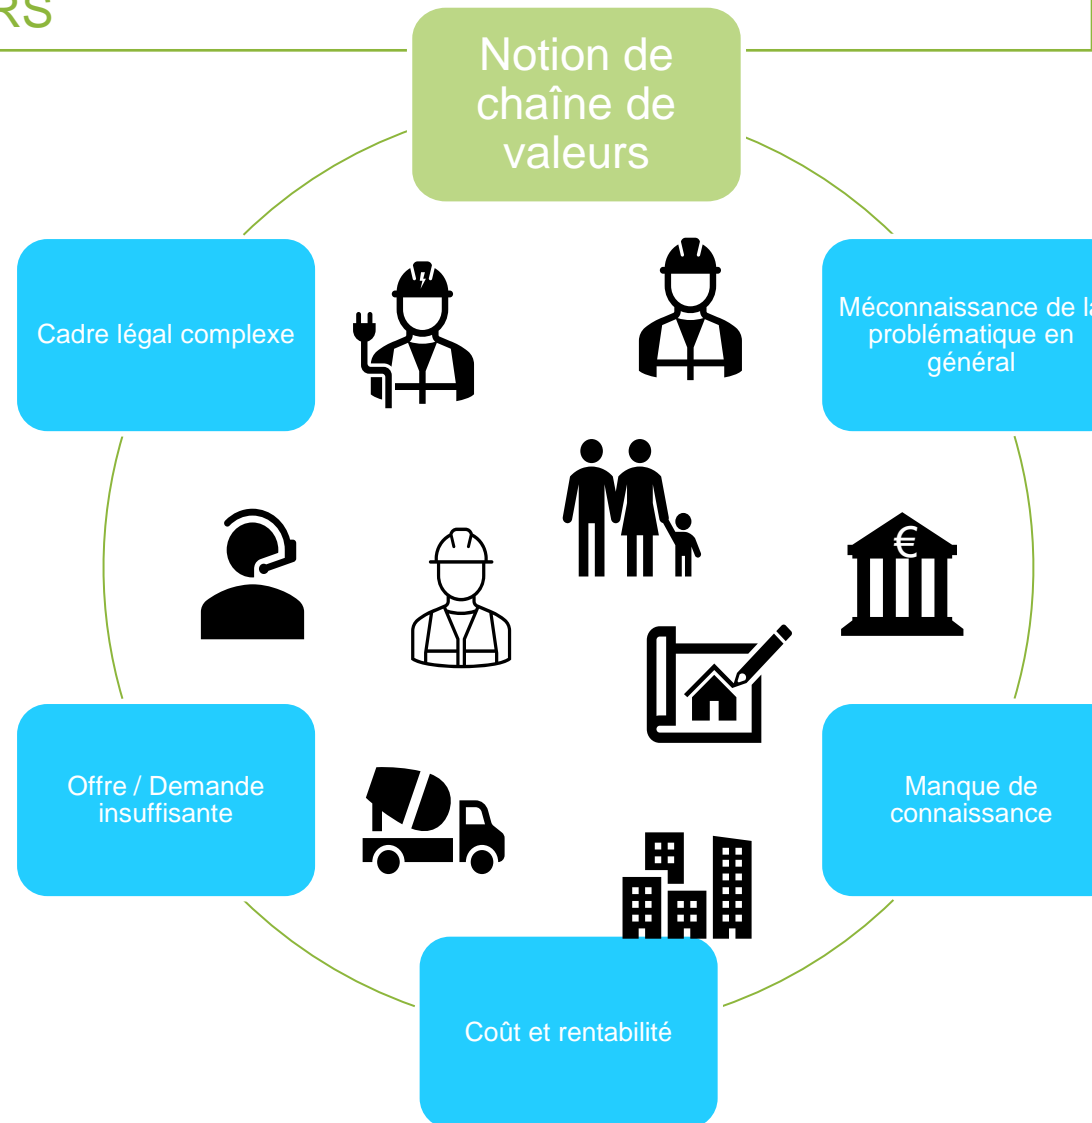 RS
Notion de
chaîne de
valeurs
Cadre légal complexe
Méconnaissance de la
problématique en
général
€
Offre / Demande
insuffisante
Manque de
connaissance
Coût et rentabilité